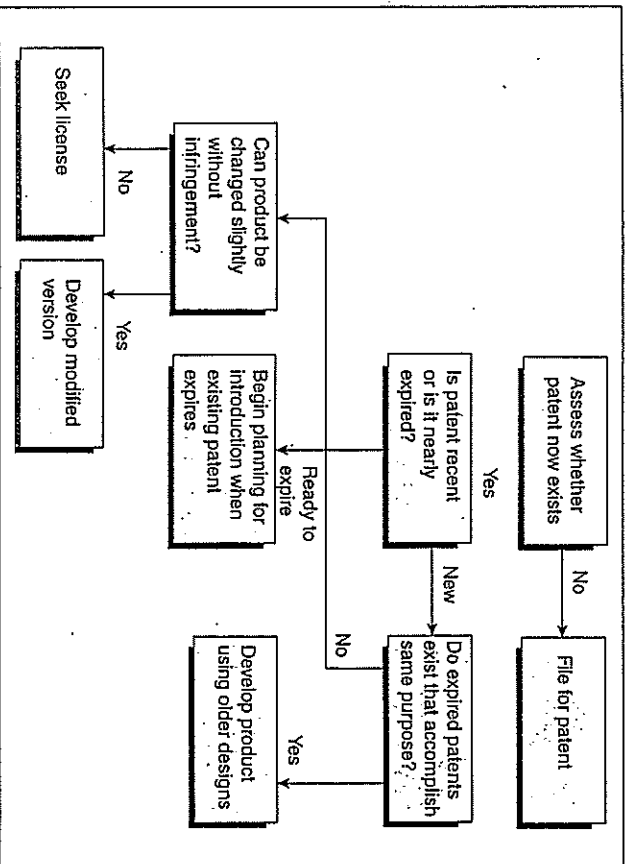 Assess whether
patent now exists
No
File for patent
Yes
Is patent recent
or is it nearly
expired?
New
Do expired patents
exist that accomplish
same purpose?
Ready to
expire
No
Yes
Can product be
changed slightly
without
infringement?
Begin planning for
introduction when
existing patent
expires
Develop product
using older designs
No
Yes
Seek license
Develop modified
version